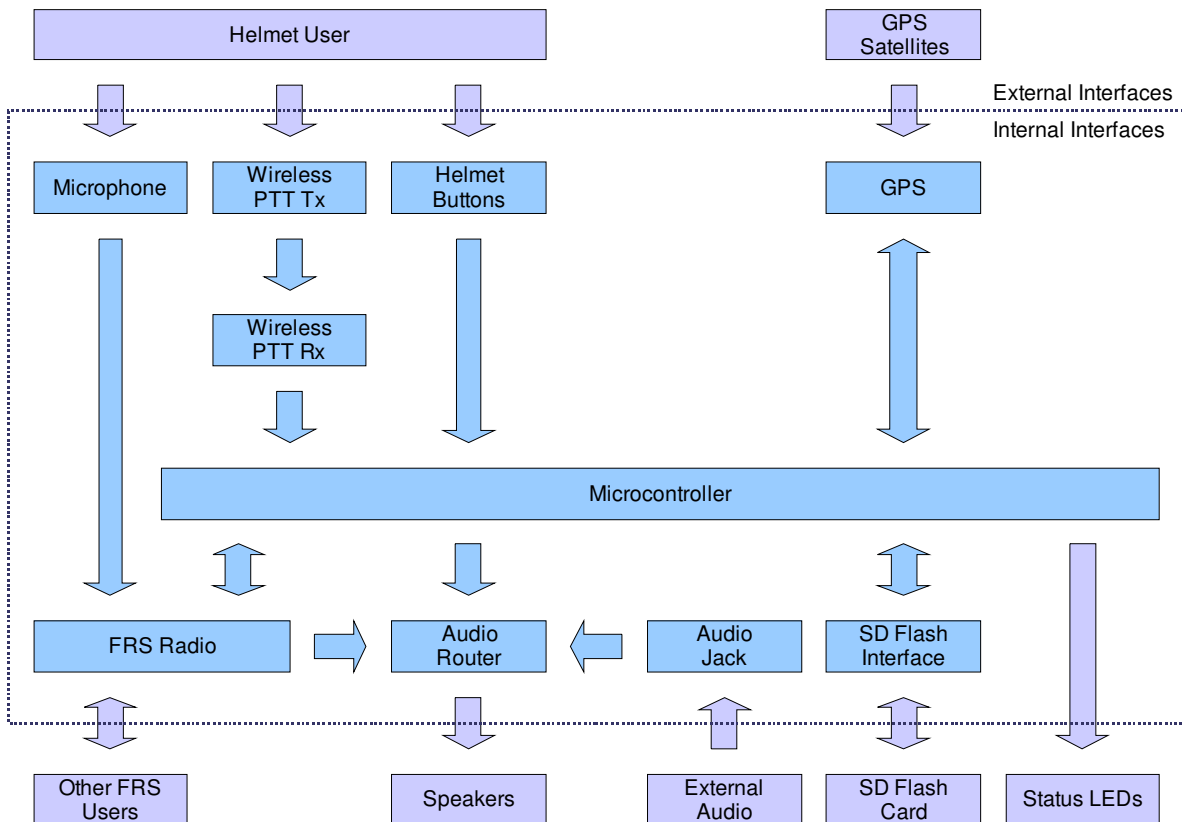 Helmet User
GPS
Satellites
External Interfaces
Internal Interfaces
Microphone
Wireless
PTT Tx
Helmet
Buttons
GPS
Wireless
PTT Rx
Microcontroller
FRS Radio
Audio
Router
Audio
Jack
SD Flash
Interface
Other FRS
Users
Speakers
External
Audio
SD Flash
Card
Status LEDs